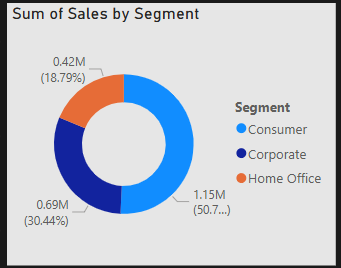 Sum of Sales by Segment
0.42M
(18.79%)
Segment
Consumer
Corporate
Home Office
0.69M
(30.44%)
1.15M
(50.7...)